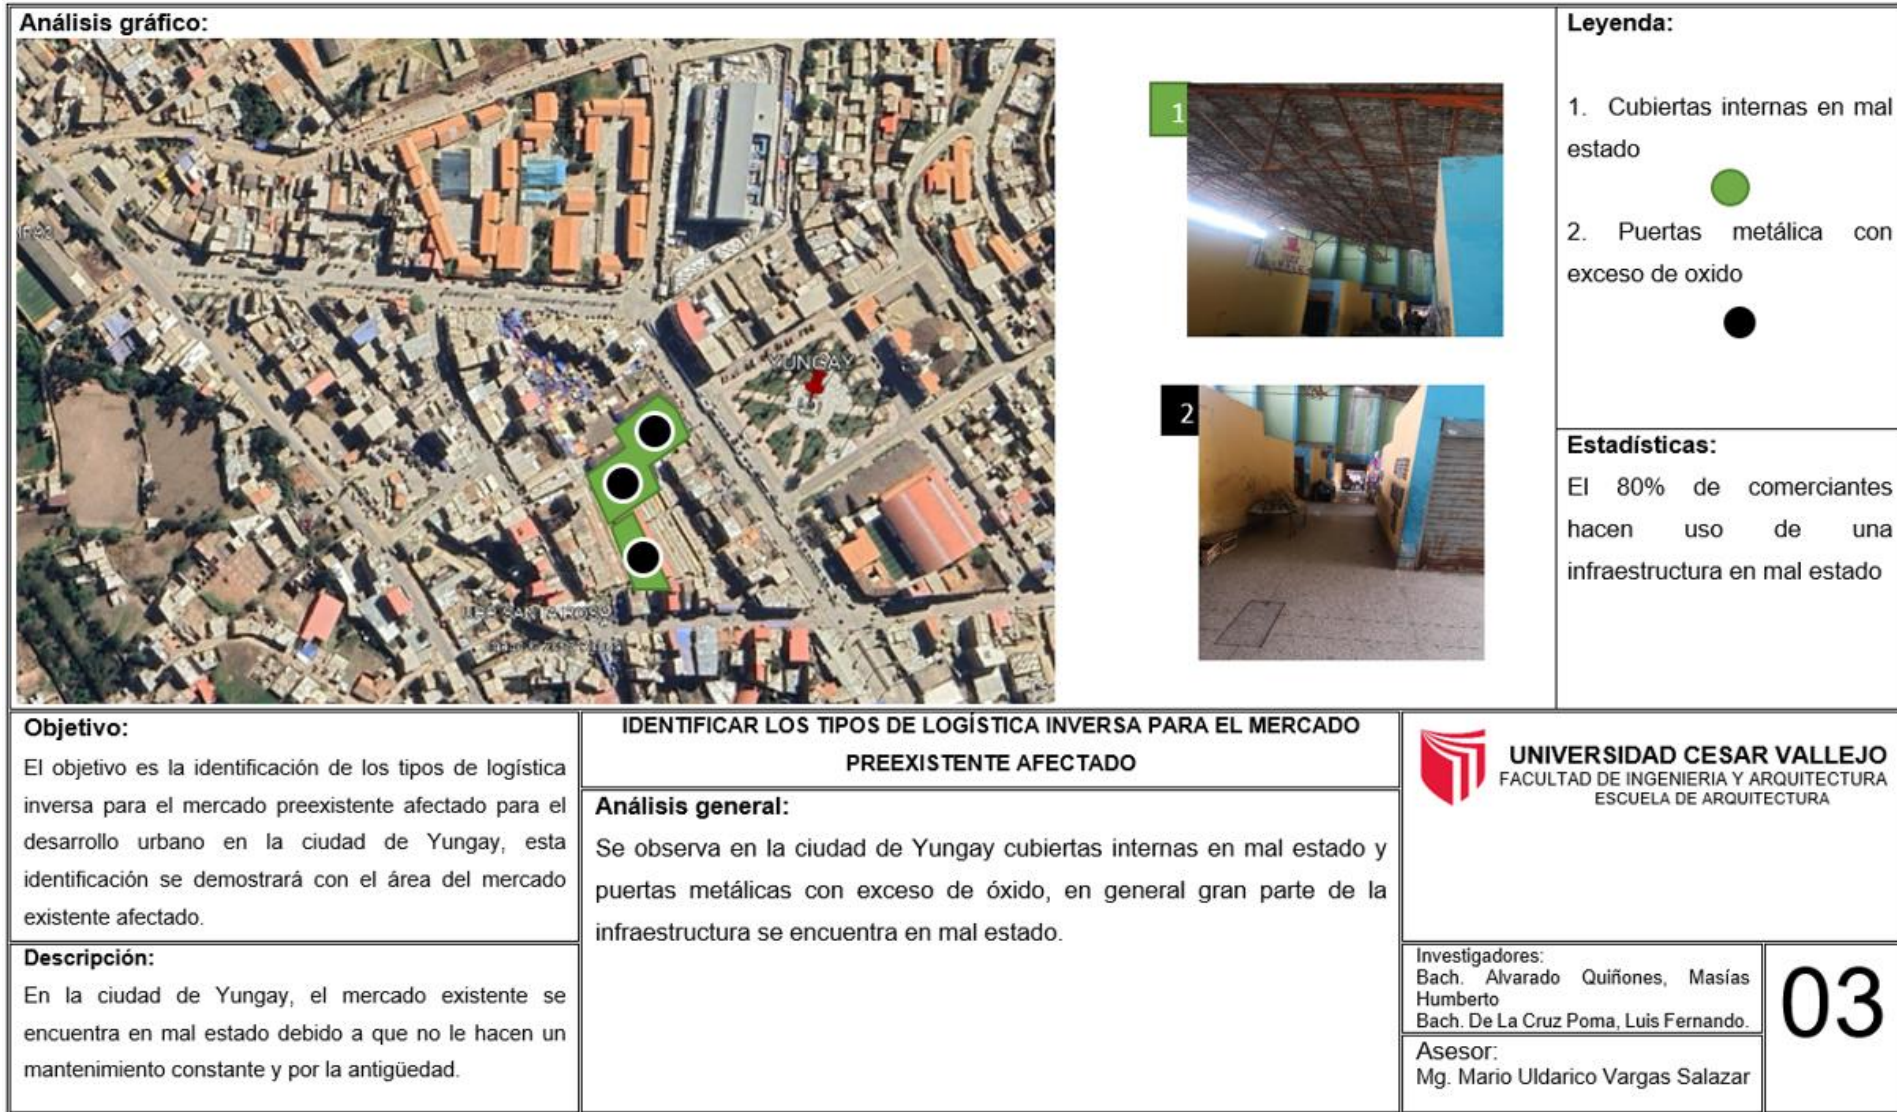 Análisis gráfico:
YUNGAY
1
2
Leyenda:
1. Cubiertas internas en mal
estado
2. Puertas metálica con
exceso de oxido
Estadísticas:
El 80% de comerciantes
hacen uso de una
infraestructura en mal estado
Objetivo:
El objetivo es la identificación de los tipos de logística
inversa para el mercado preexistente afectado para el
desarrollo urbano en la ciudad de Yungay, esta
identificación se demostrará con el área del mercado
existente afectado.
Descripción:
En la ciudad de Yungay, el mercado existente se
encuentra en mal estado debido a que no le hacen un
mantenimiento constante y por la antigüedad.
IDENTIFICAR LOS TIPOS DE LOGÍSTICA INVERSA PARA EL MERCADO
PREEXISTENTE AFECTADO
Análisis general:
Se observa en la ciudad de Yungay cubiertas internas en mal estado y
puertas metálicas con exceso de óxido, en general gran parte de la
infraestructura se encuentra en mal estado.
UNIVERSIDAD CESAR VALLEJO
FACULTAD DE INGENIERIA Y ARQUITECTURA
ESCUELA DE ARQUITECTURA
Investigadores:
Bach. Alvarado Quiñones, Masías
Humberto
Bach. De La Cruz Poma, Luis Fernando.
Asesor:
Mg. Mario Uldarico Vargas Salazar
03